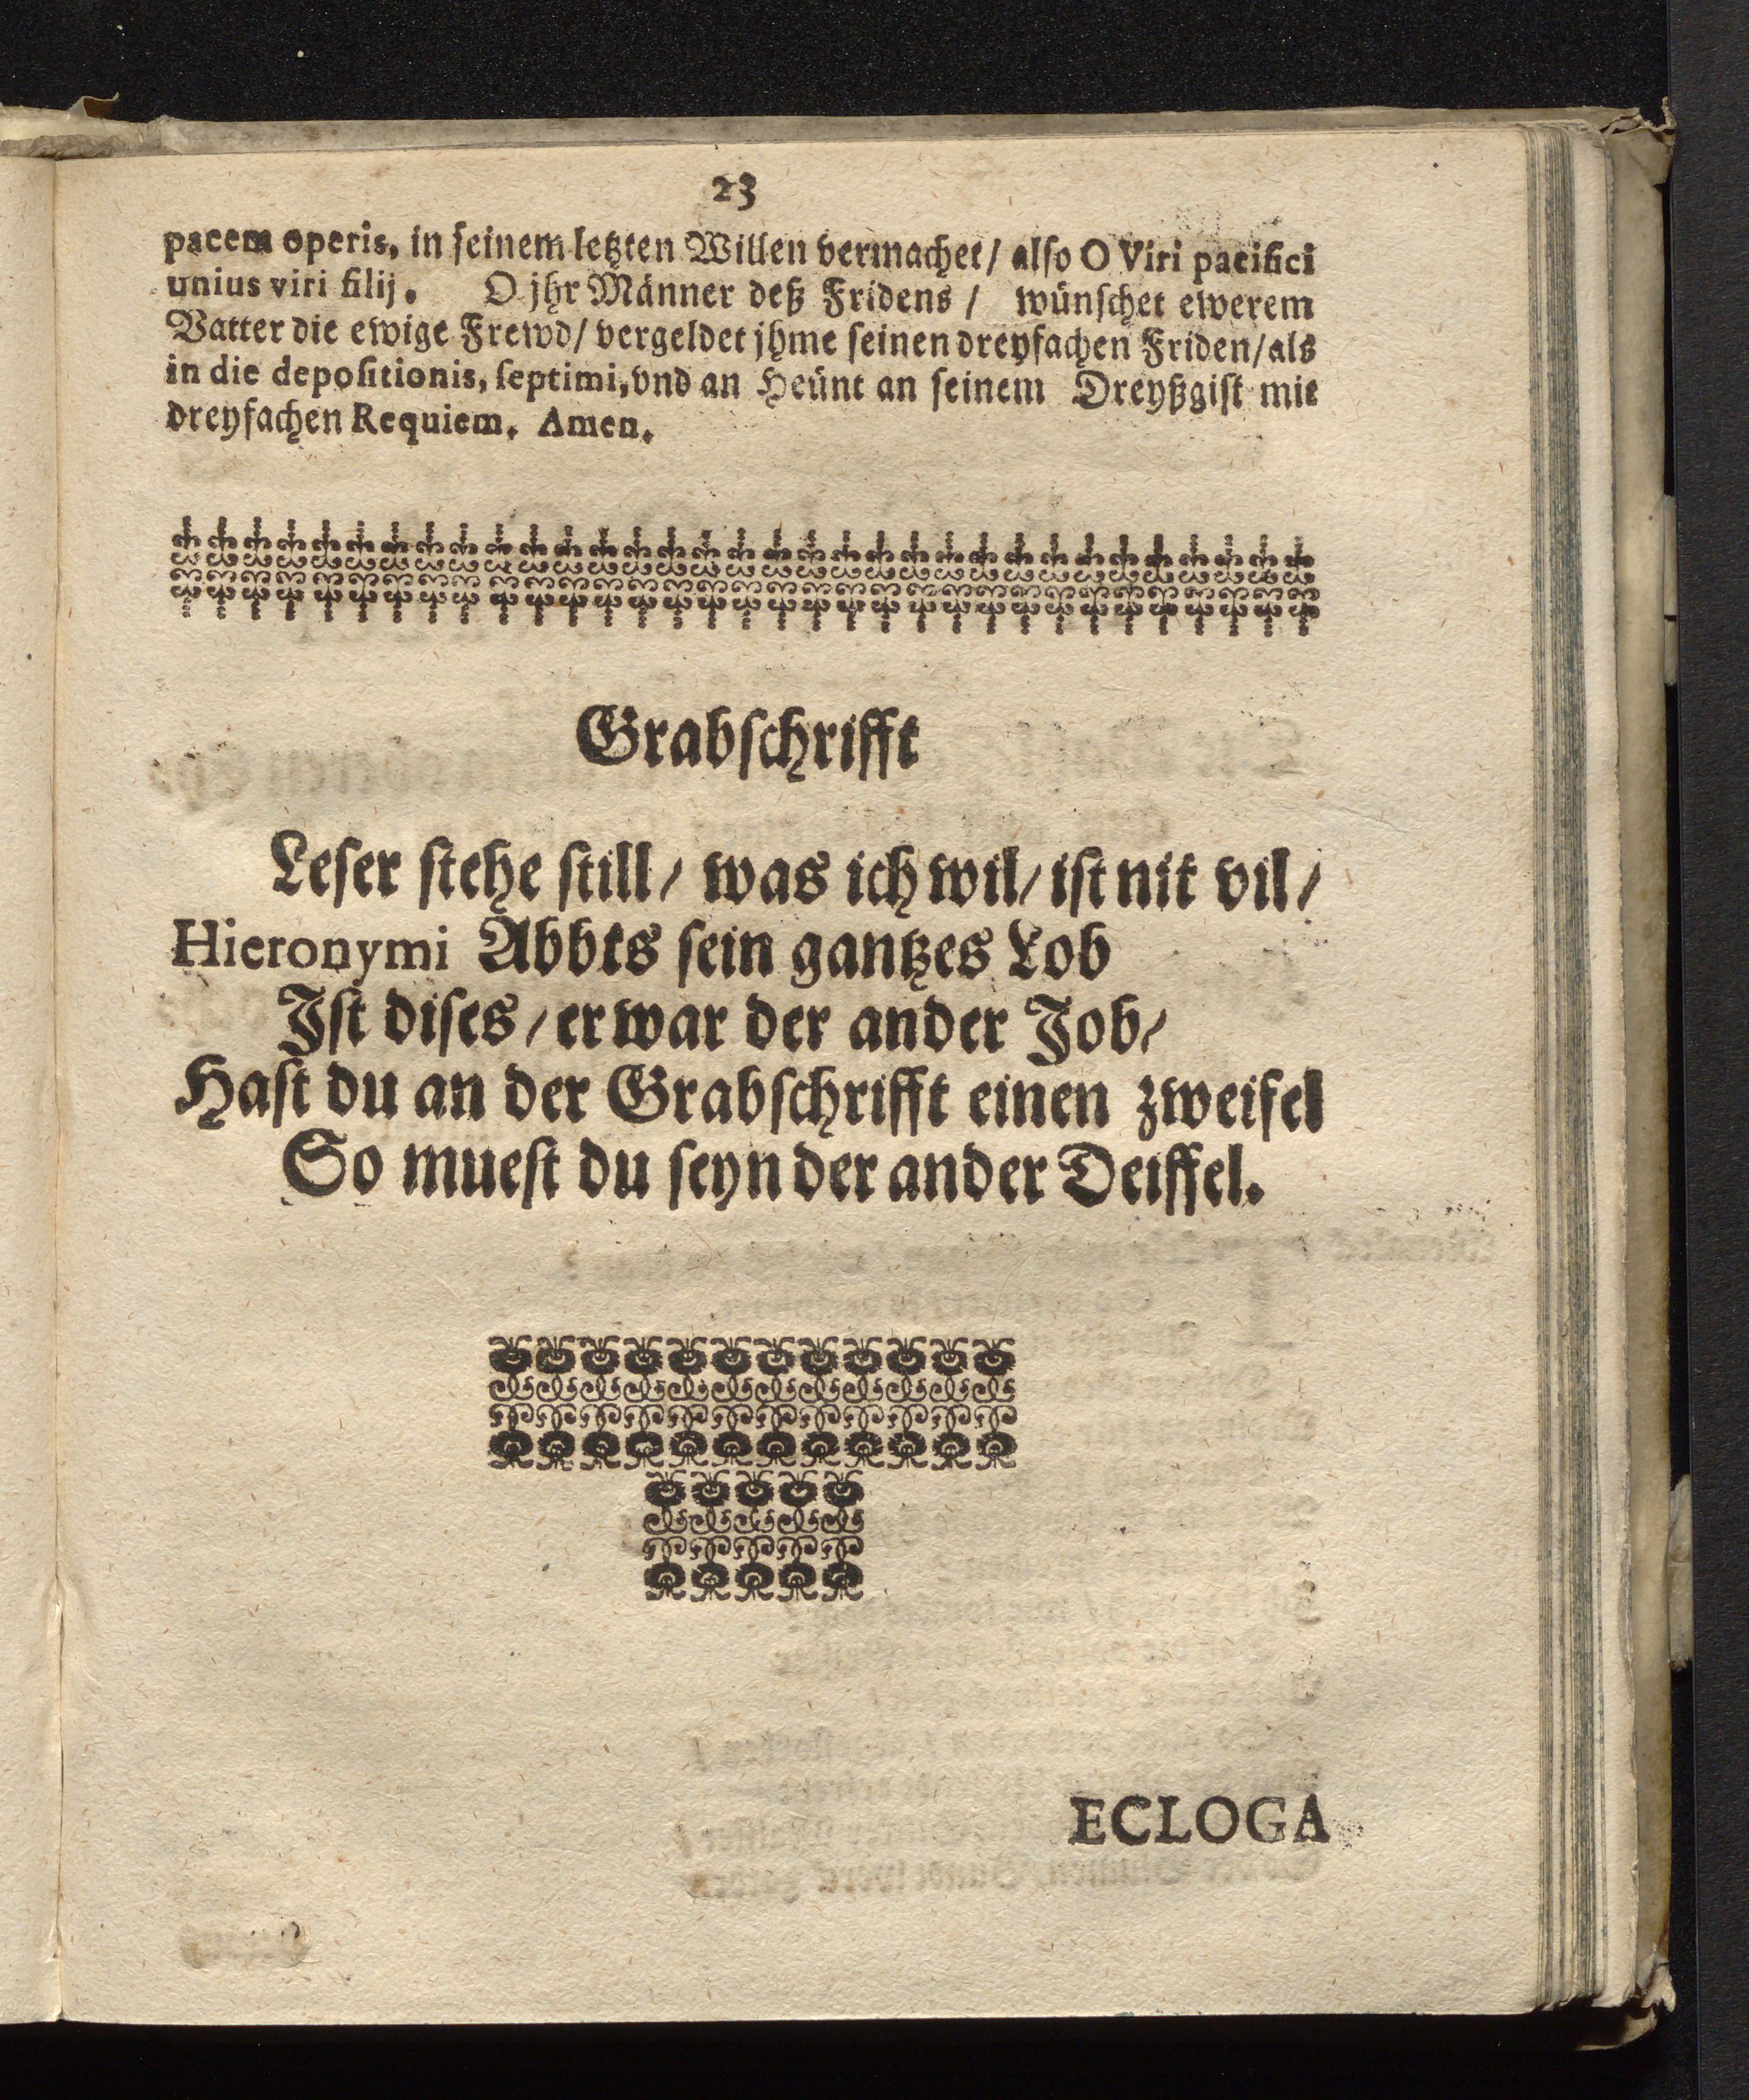 23
pacem operis, in seinem letzten Willen vermachet/ also O Viri pacifici
unius viri filij. O jhr Männer deß Fridens / wünschet ewerem
Vatter die ewige Frewd/ vergeldet jhme seinen dreyfachen Friden/ als
in die depositionis, septimi, vnd an Heünt an seinem Dreyßgist mit
dreyfachen Requiem. Amen.
Grabschrifft
Leser stehe still/ was ich wil/ ist nit vil/
Hieronymi Abbts sein gantzes Lob
Ist dises/ er war der ander Job/
Hast du an der Grabschrifft einen zweifel
So muest du seyn der ander Deiffel.
ECLOGA